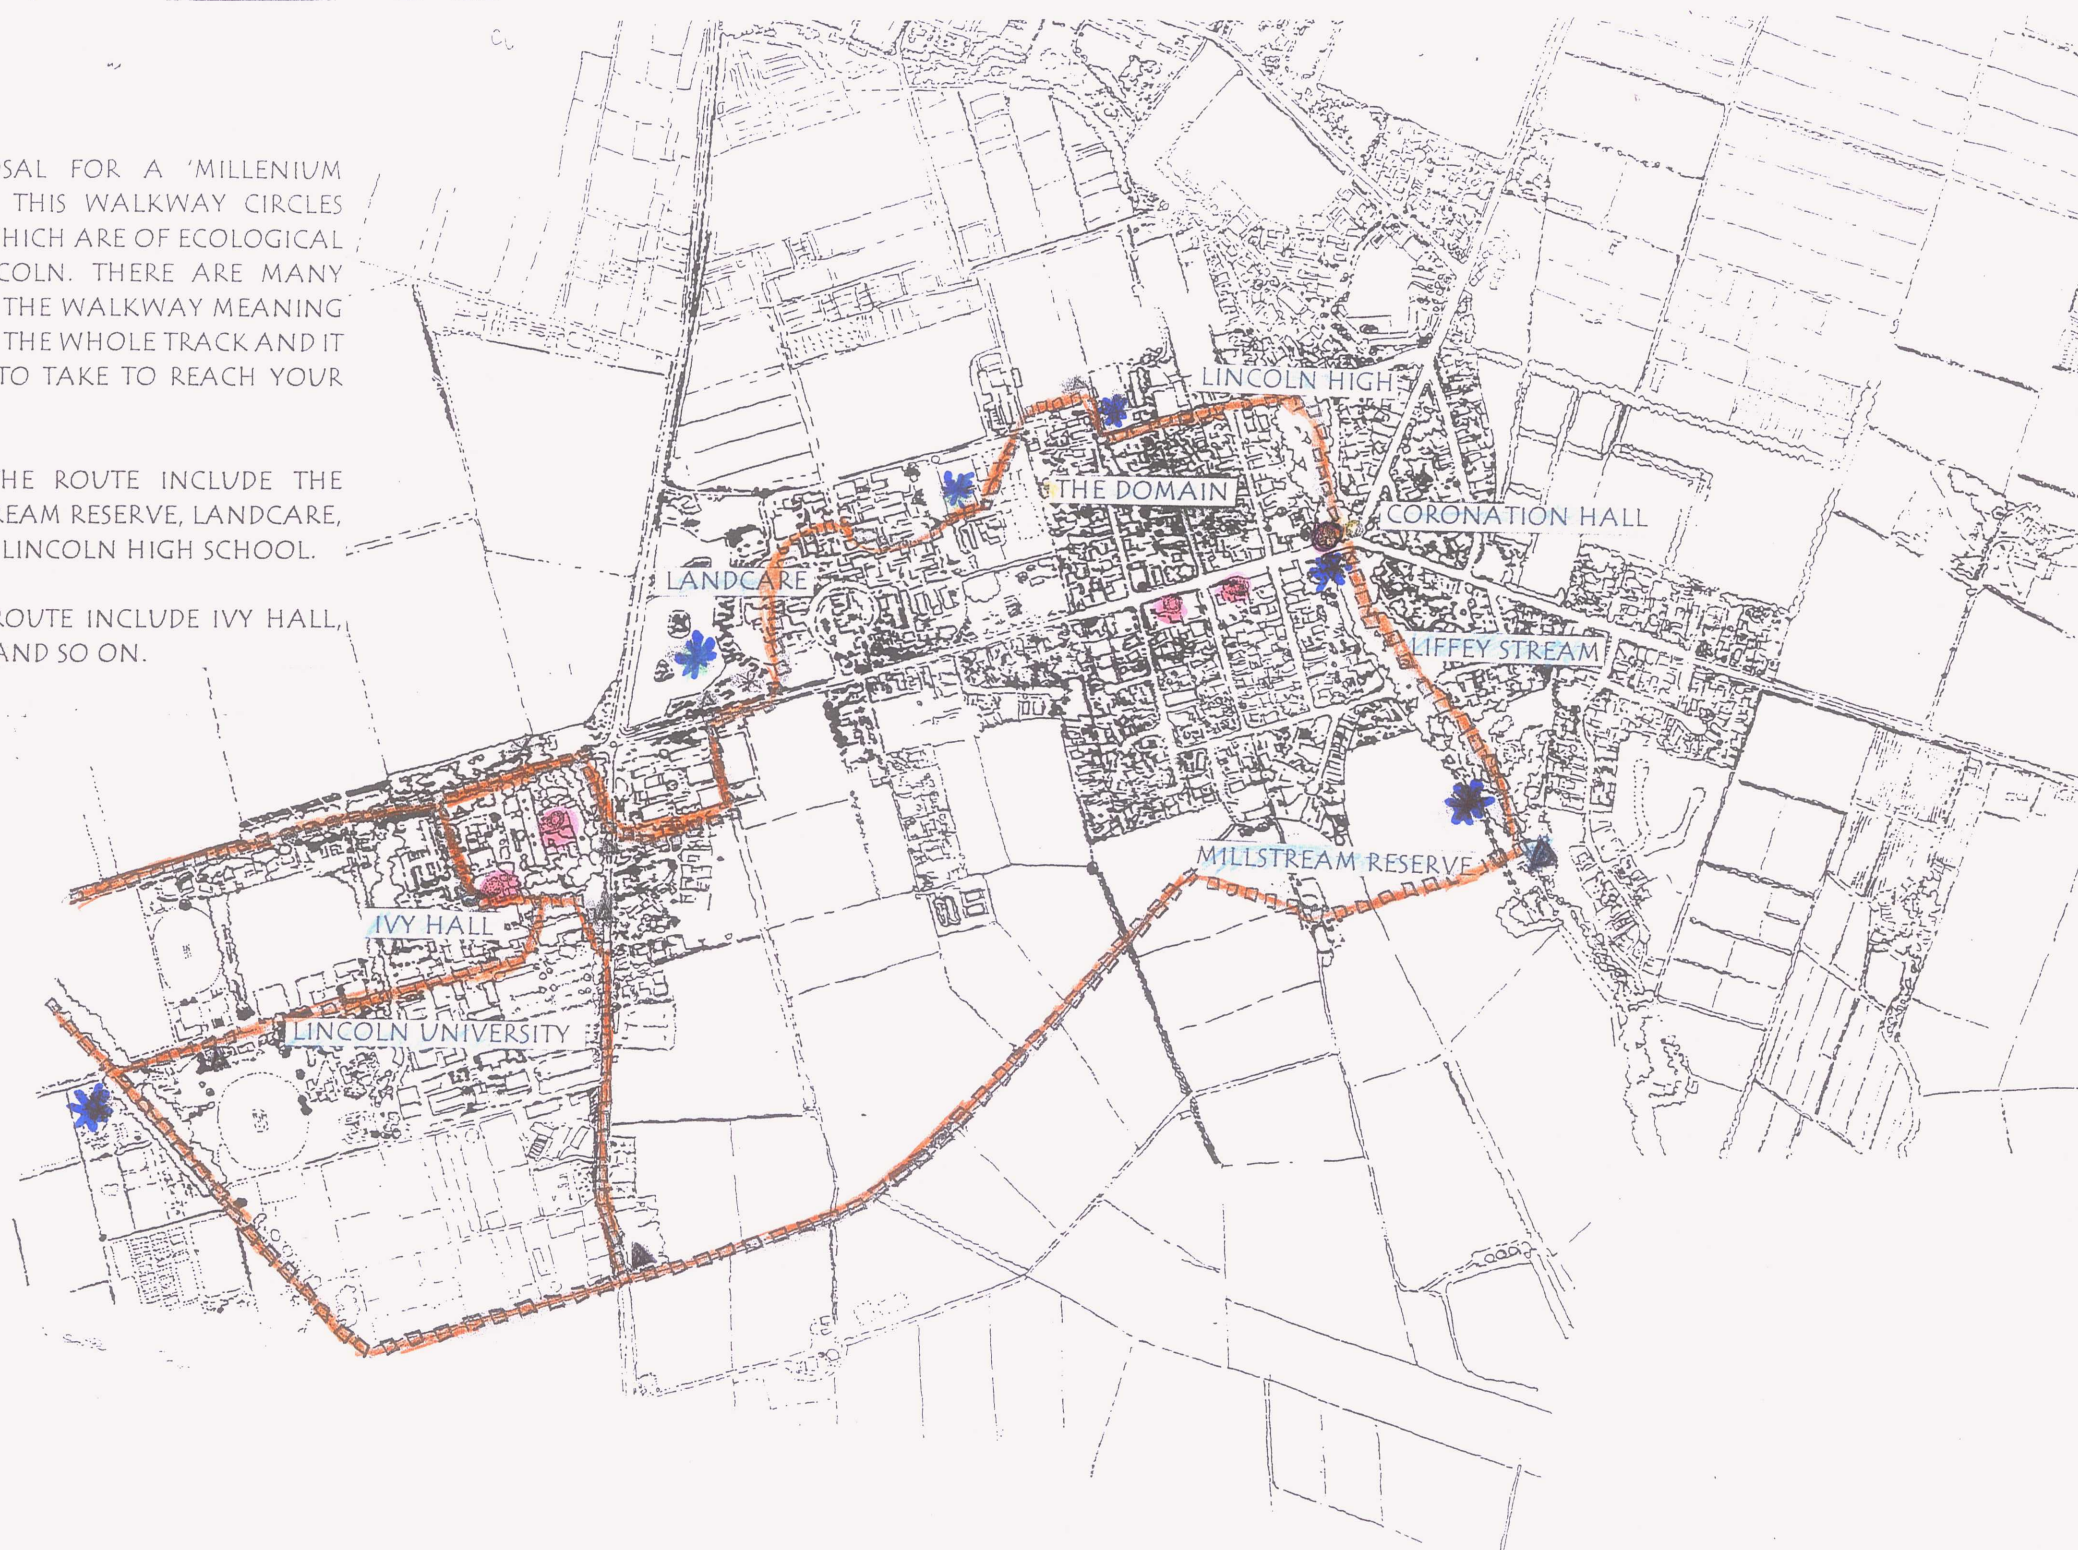 SAL FOR A ‘MILLENIUM
THIS WALKWAY CIRCLES
HICH ARE OF ECOLOGICAL
COLN. THERE ARE MANY
THE WALKWAY MEANING
THE WHOLE TRACK AND IT
TO TAKE TO REACH YOUR
HE ROUTE INCLUDE THE
REAM RESERVE, LANDCARE,
LINCOLN HIGH SCHOOL.
ROUTE INCLUDE IVY HALL,
AND SO ON.
LINCOLN HIGH
THE DOMAIN
CORONATION HALL
LANDCARE
LIFFEY STREAM
MILLSTREAM RESERVE
IVY HALL
LINCOLN UNIVERSITY